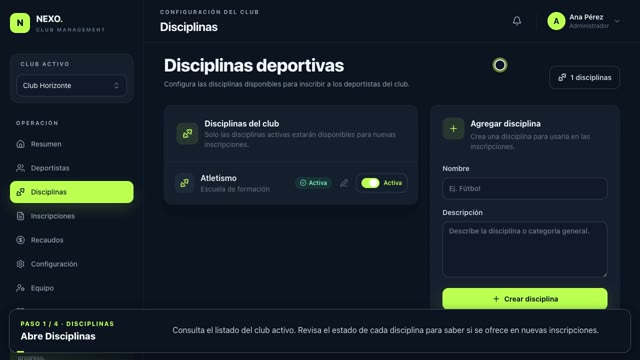 N
NEXO.
CLUB MANAGEMENT
CLUB ACTIVO
Club Horizonte
OPERACIÓN
Resumen
Deportistas
Disciplinas
Inscripciones
Recaudos
Configuración
Equipo
progreso.
CONFIGURACIÓN DEL CLUB
Disciplinas
A
Ana Pérez
Administrador
Disciplinas deportivas
Configura las disciplinas disponibles para inscribir a los deportistas del club.
1 disciplinas
Disciplinas del club
Solo las disciplinas activas estarán disponibles para nuevas
inscripciones.
Atletismo
Escuela de formación
Activa
Activa
Agregar disciplina
Crea una disciplina para usarla en las
inscripciones.
Nombre
Ej. Fútbol
Descripción
Describe la disciplina o categoría general.
+ Crear disciplina
PASO 1 / 4 · DISCIPLINAS
Abre Disciplinas
Consulta el listado del club activo. Revisa el estado de cada disciplina para saber si se ofrece en nuevas inscripciones.